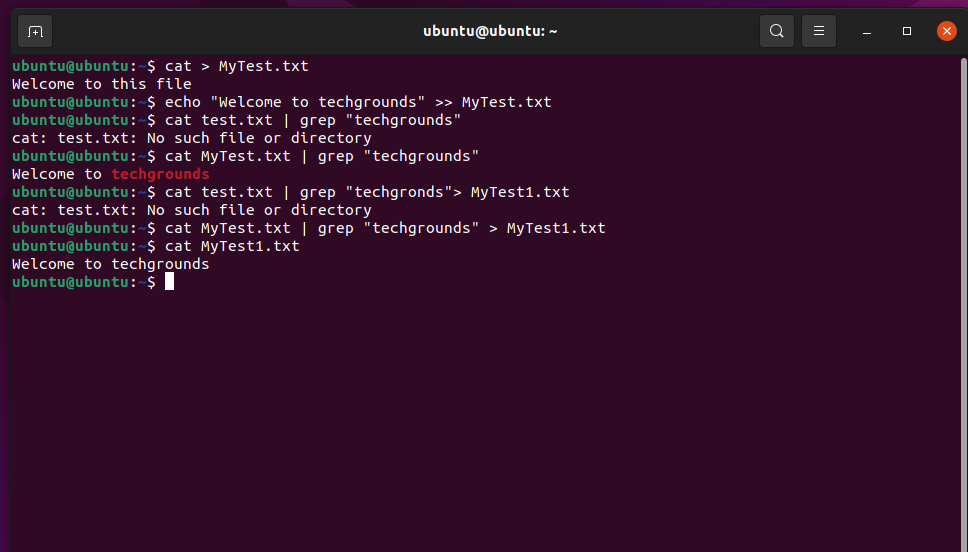 ubuntu@ubuntu: ~
ubuntu@ubuntu:~$ cat > MyTest.txt
Welcome to this file
ubuntu@ubuntu:~$ echo "Welcome to techgrounds" >> MyTest.txt
ubuntu@ubuntu:~$ cat test.txt | grep "techgrounds"
cat: test.txt: No such file or directory
ubuntu@ubuntu:~$ cat MyTest.txt | grep "techgrounds"
Welcome to techgrounds
ubuntu@ubuntu:~$ cat test.txt | grep "techgronds"> MyTest1.txt
cat: test.txt: No such file or directory
ubuntu@ubuntu:~$ cat MyTest.txt | grep "techgrounds" > MyTest1.txt
ubuntu@ubuntu:~$ cat MyTest1.txt
Welcome to techgrounds
ubuntu@ubuntu:~$